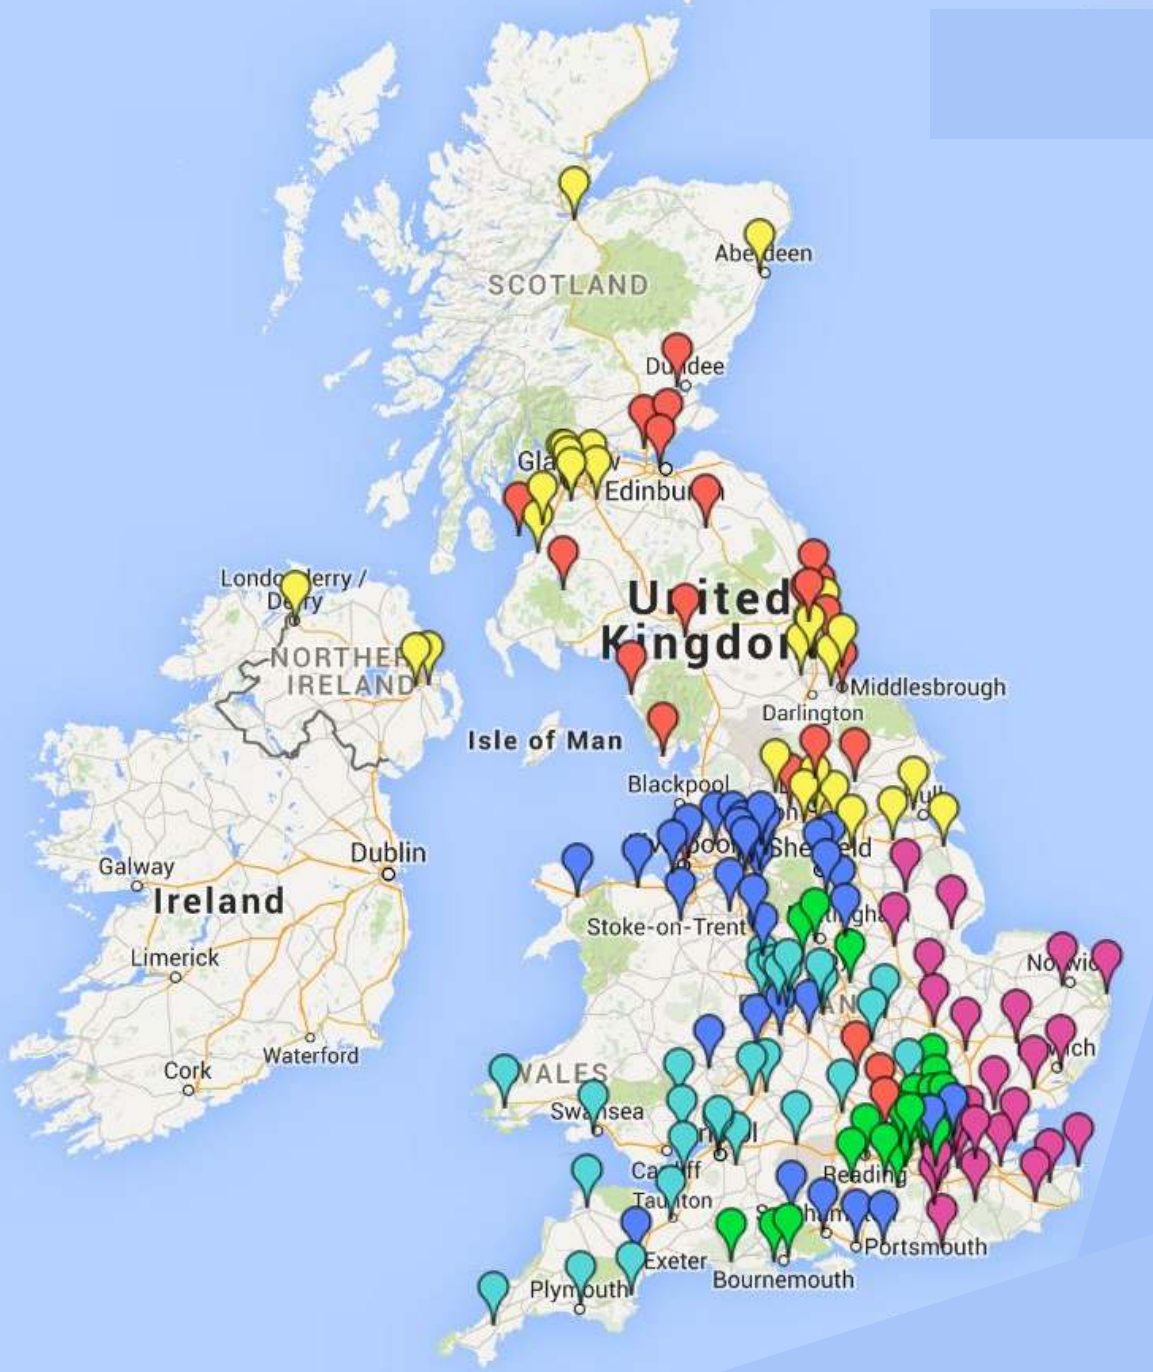 Aberdeen
SCOTLAND
Dundee
Edinburgh
Londonderry /
Derry
United
Kingdom
NORTHERN
IRELAND
Middlesbrough
Darlington
Isle of Man
Blackpool
Hull
Sheffield
Dublin
Galway
Ireland
Stoke-on-Trent
Limerick
Waterford
WALES
Cork
Swansea
Cardiff
Reading
Taunton
Portsmouth
Exeter
Bournemouth
Plymouth